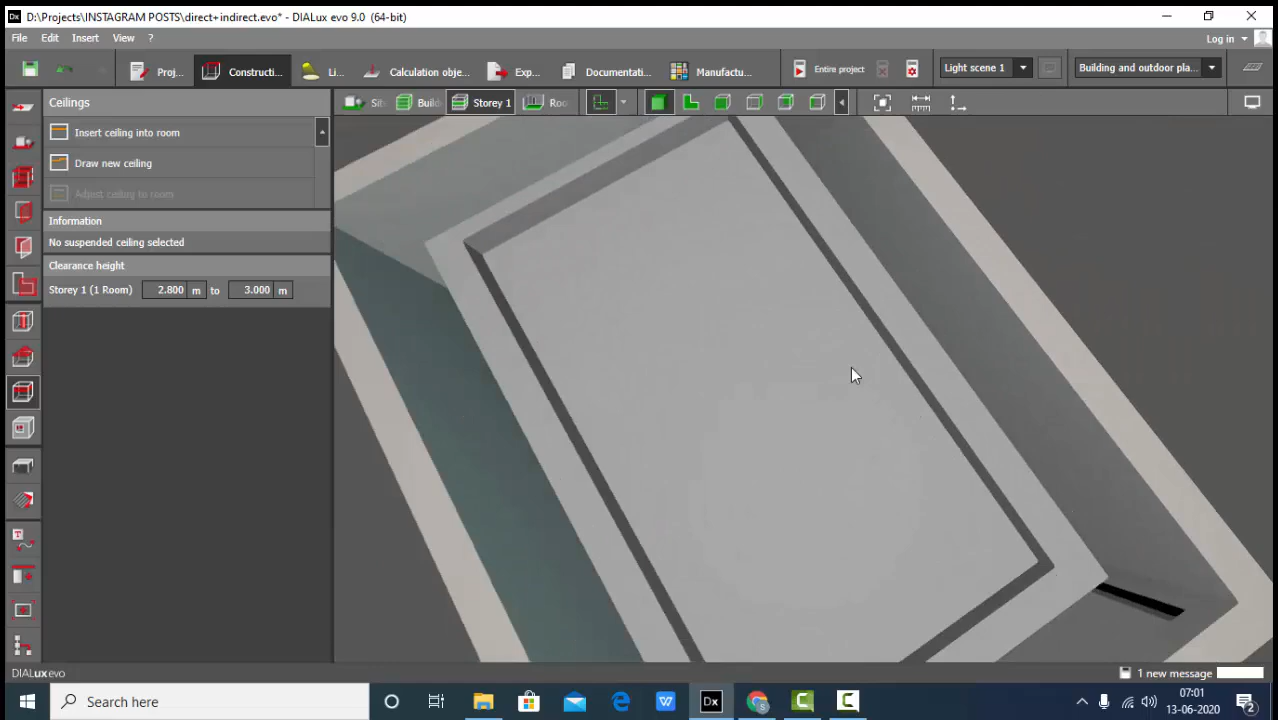 D:\Projects\INSTAGRAM POSTS\direct+indirect.evo* - DIALux evo 9.0 (64-bit)
File Edit Insert View ?
Log in
Proj... Constructi... Li... Calculation obje... Exp... Documentati... Manufactu... Entire project Light scene 1 Building and outdoor pla...
Ceilings
Sit Build Storey 1 Roo
Insert ceiling into room
Draw new ceiling
Adjust ceiling to room
Information
No suspended ceiling selected
Clearance height
Storey 1 (1 Room) 2.800 m to 3.000 m
DIALux evo
1 new message
Search here
07:01
13-06-2020
2